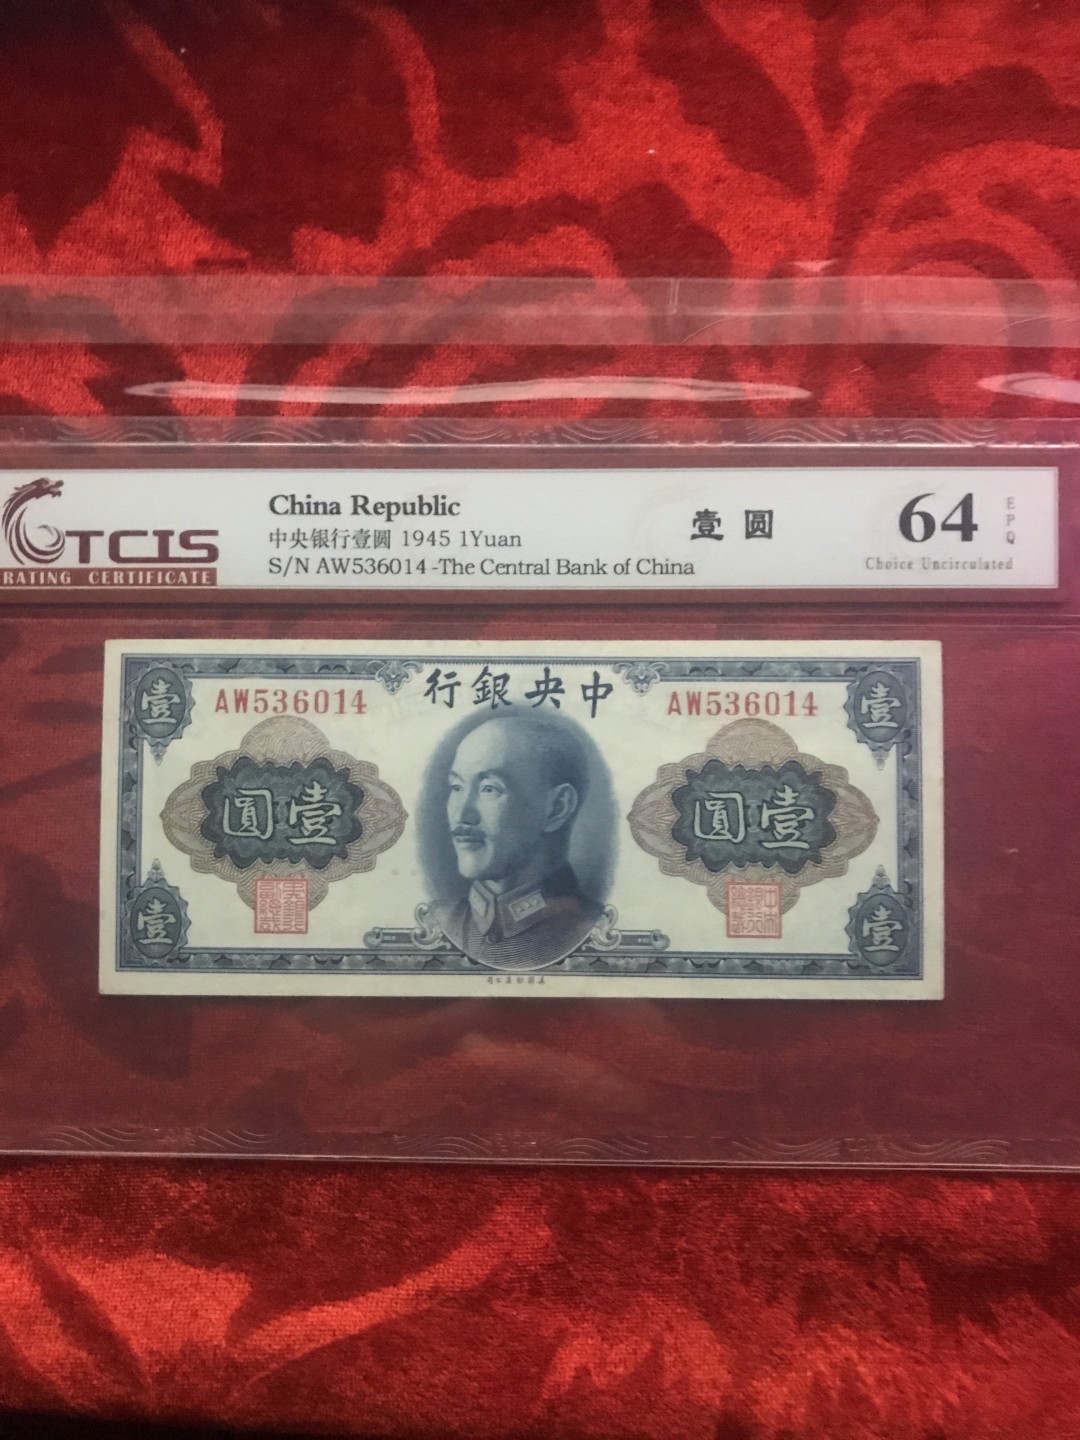 TCIS
RATING CERTIFICATE
China Republic
中央银行壹圆 1945 1Yuan
S/N AW536014 -The Central Bank of China
壹 圆
64
EPQ
Choice Uncirculated
行銀央中
壹
AW536014
AW536014
壹
圓壹
圓壹
壹
壹